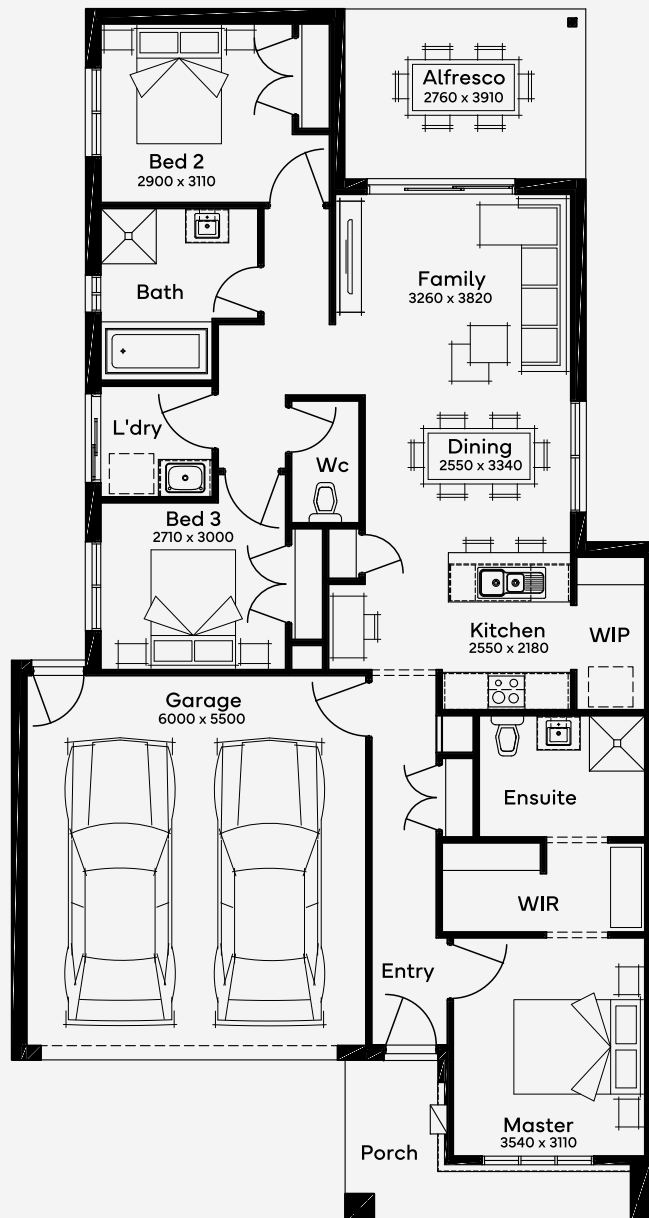 Alfresco
2760 x 3910
Bed 2
2900 x 3110
Bath
Family
3260 x 3820
L'dry
Wc
Dining
2550 x 3340
Bed 3
2710 x 3000
Kitchen
2550 x 2180
WIP
Garage
6000 x 5500
Ensuite
WIR
Entry
Master
3540 x 3110
Porch